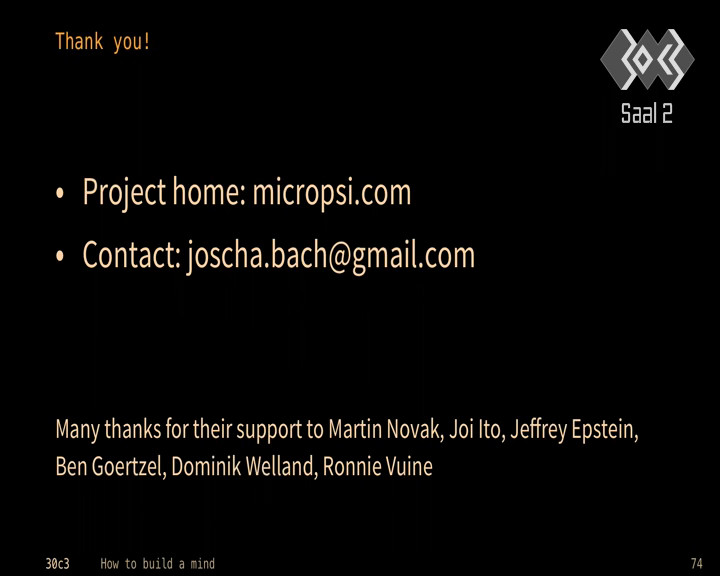 Thank you!
Saal 2
• Project home: micropsi.com
• Contact: joscha.bach@gmail.com
Many thanks for their support to Martin Novak, Joi Ito, Jeffrey Epstein,
Ben Goertzel, Dominik Welland, Ronnie Vuine
30c3 How to build a mind 74